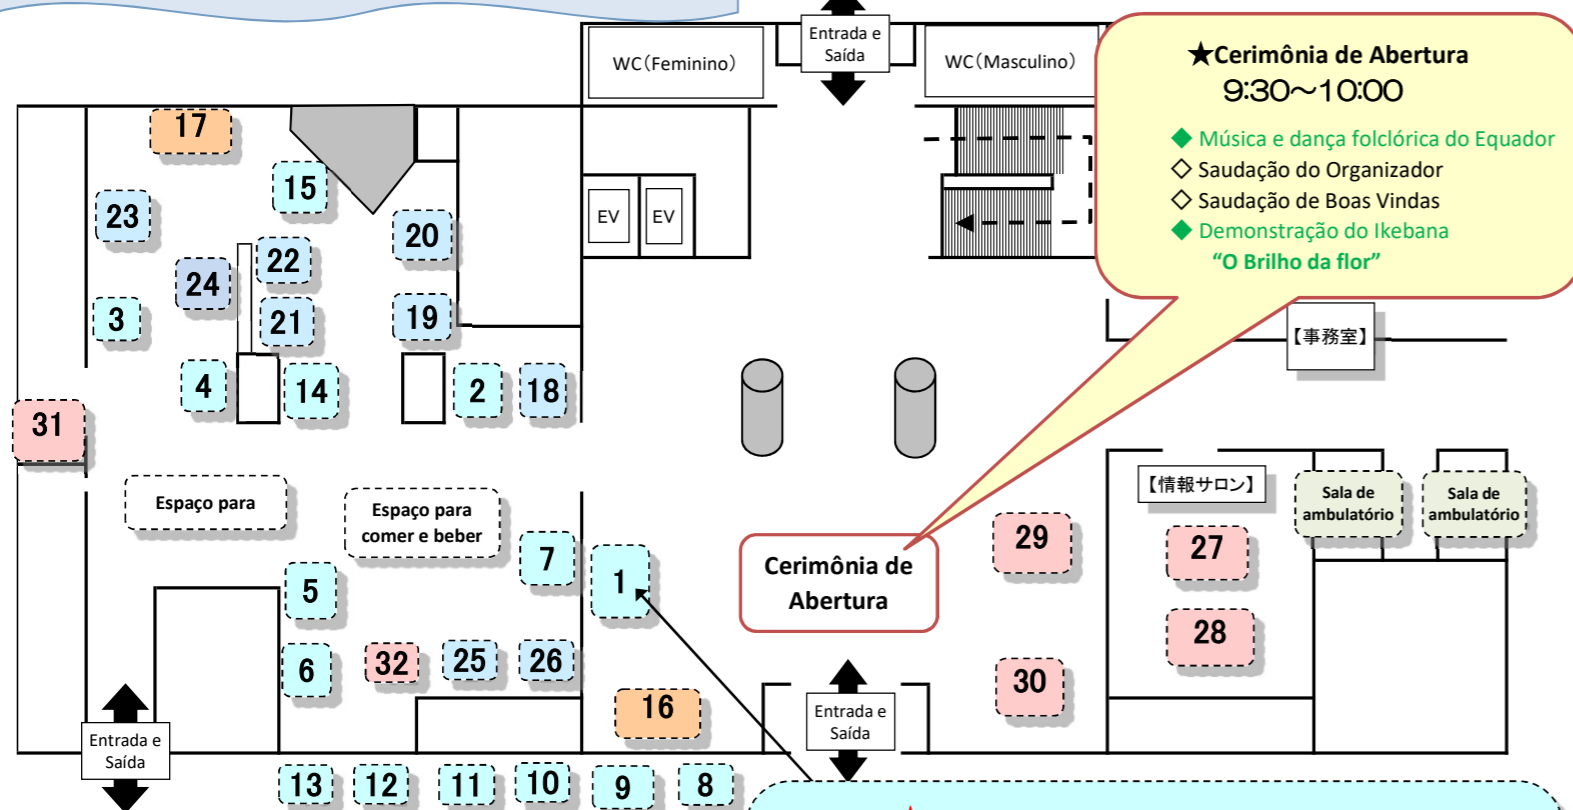 Entrada e
Saída
WC(Feminino)
WC(Masculino)
★Cerimônia de Abertura
9:30～10:00
◆ Música e dança folclórica do Equador
◇ Saudação do Organizador
◇ Saudação de Boas Vindas
◆ Demonstração do Ikebana
“O Brilho da flor”
17
15
23
20
EV
EV
22
24
3
21
19
【事務室】
4
14
2
18
31
Espaço para
Espaço para
comer e beber
【情報サロン】
Sala de
ambulatório
Sala de
ambulatório
29
27
7
1
Cerimônia de
Abertura
5
28
6
32
25
26
30
16
Entrada e
Saída
Entrada e
Saída
13
12
11
10
9
8